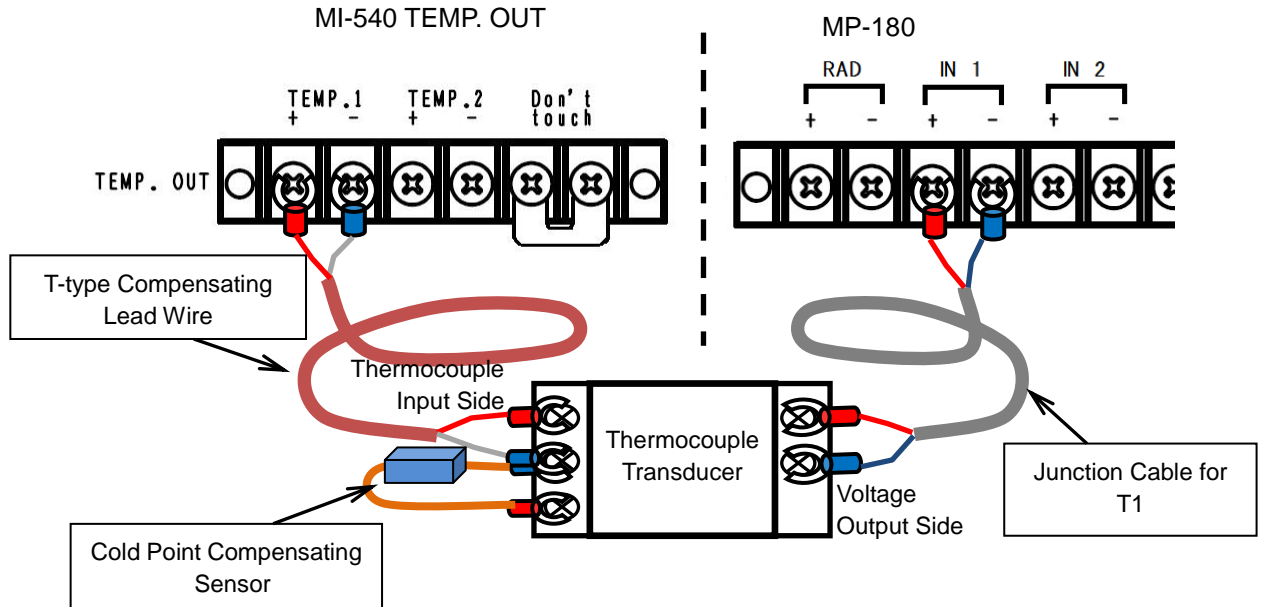 MI-540 TEMP. OUT
MP-180
TEMP.1 TEMP.2 Don't
touch
+ - + -
TEMP. OUT
RAD IN 1 IN 2
+ - + - + -
T-type Compensating
Lead Wire
Thermocouple
Input Side
Thermocouple
Transducer
Voltage
Output Side
Junction Cable for
T1
Cold Point Compensating
Sensor